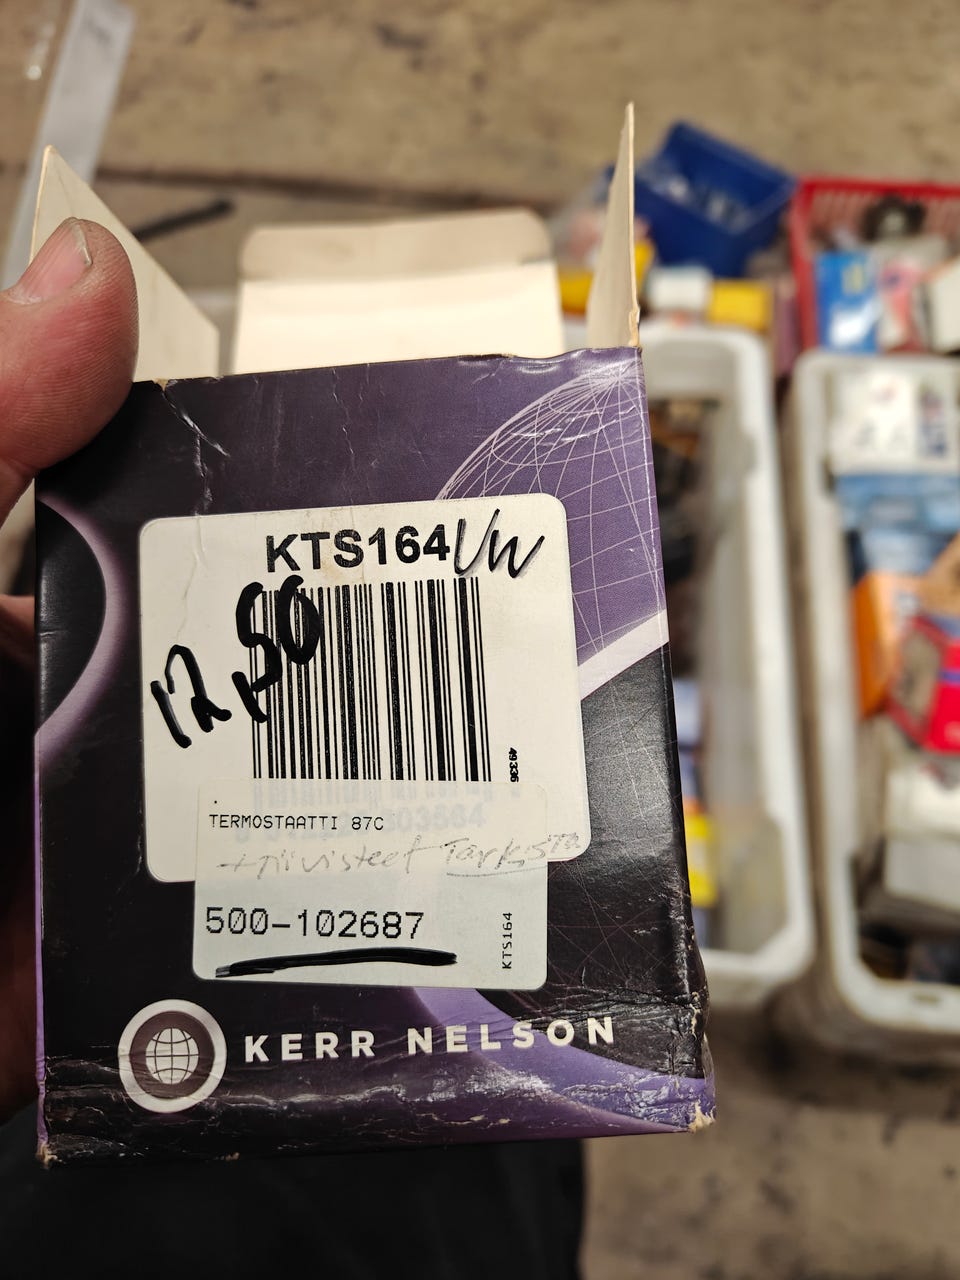 KTS164 VW
12,50
49336
TERMOSTAATTI 87C
+tiivisteet Tarkista
500-102687
KTS164
KERR NELSON